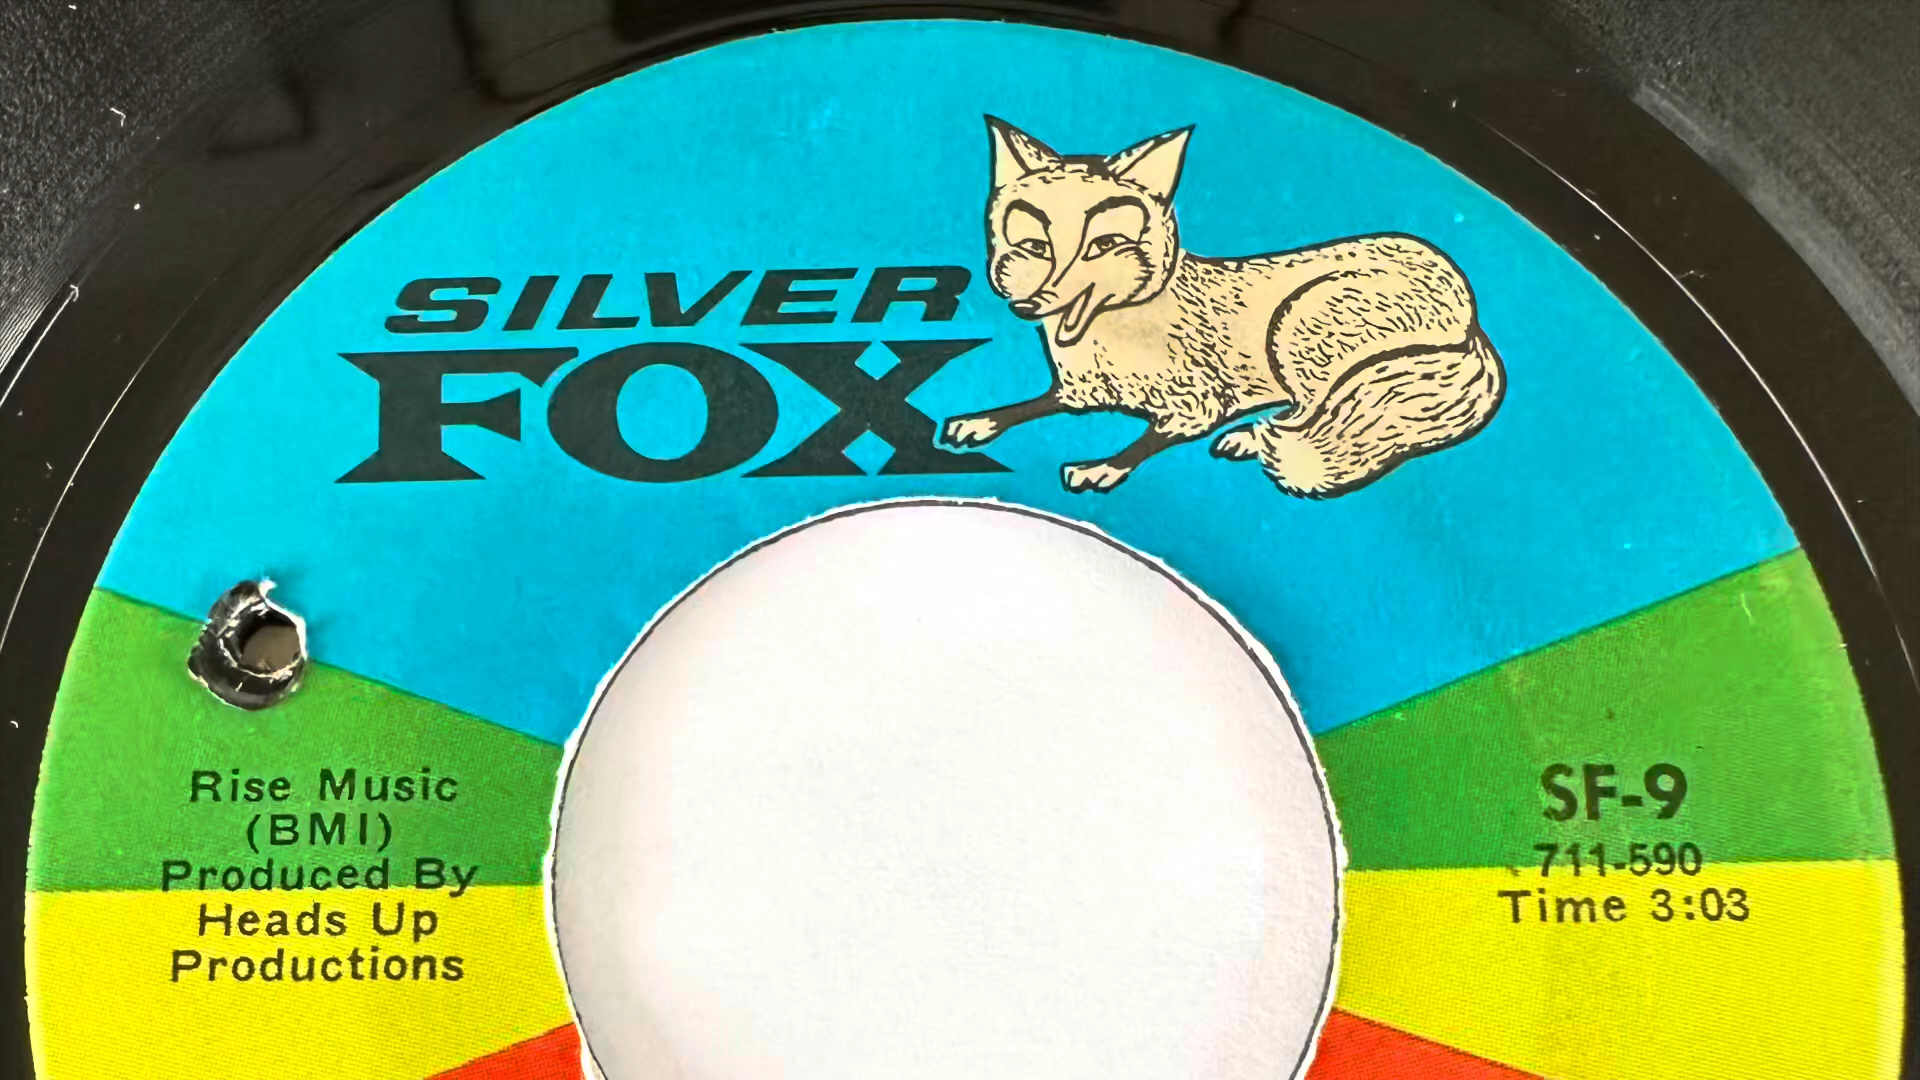 SILVER
FOX
Rise Music
(BMI)
Produced By
Heads Up
Productions
SF-9
711-590
Time 3:03